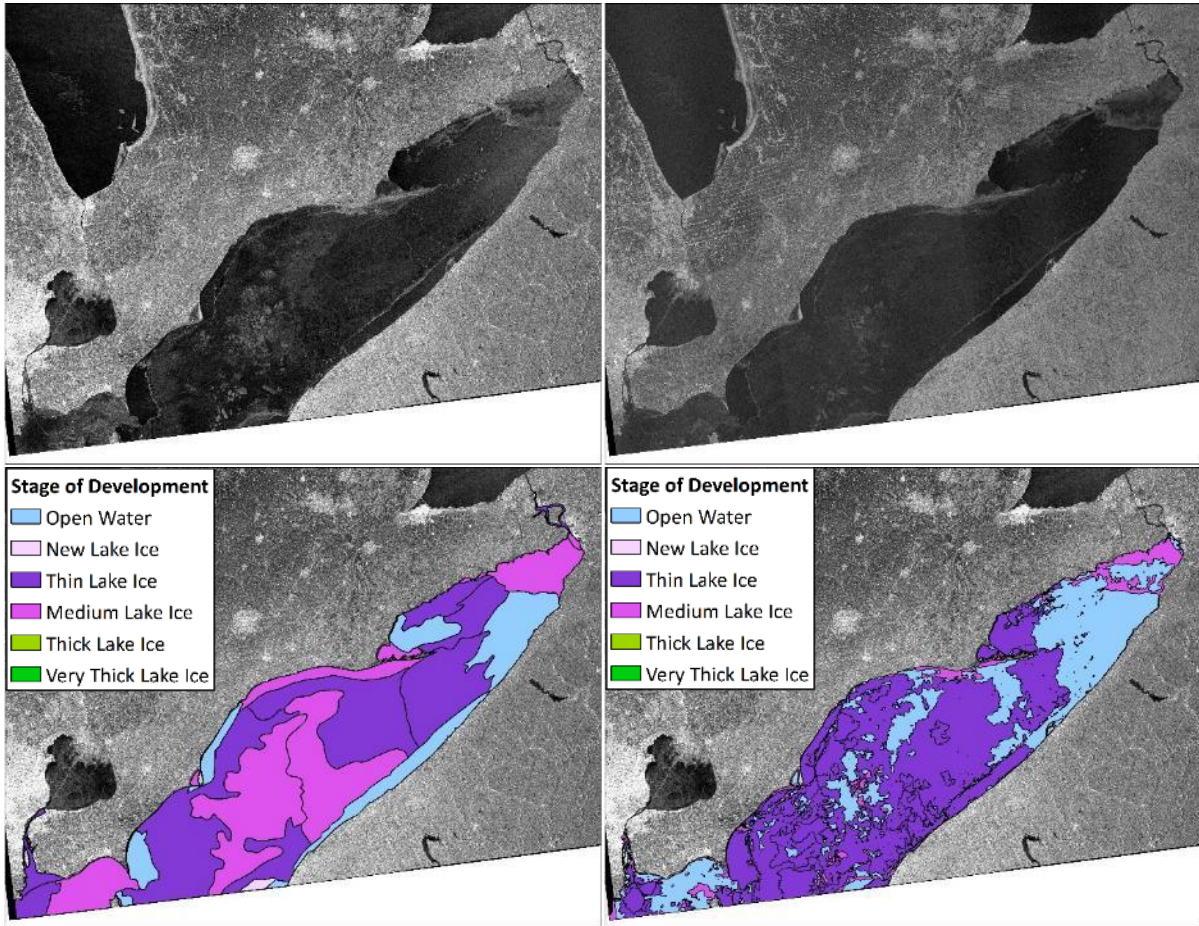 Stage of Development
Open Water
New Lake Ice
Thin Lake Ice
Medium Lake Ice
Thick Lake Ice
Very Thick Lake Ice
Stage of Development
Open Water
New Lake Ice
Thin Lake Ice
Medium Lake Ice
Thick Lake Ice
Very Thick Lake Ice